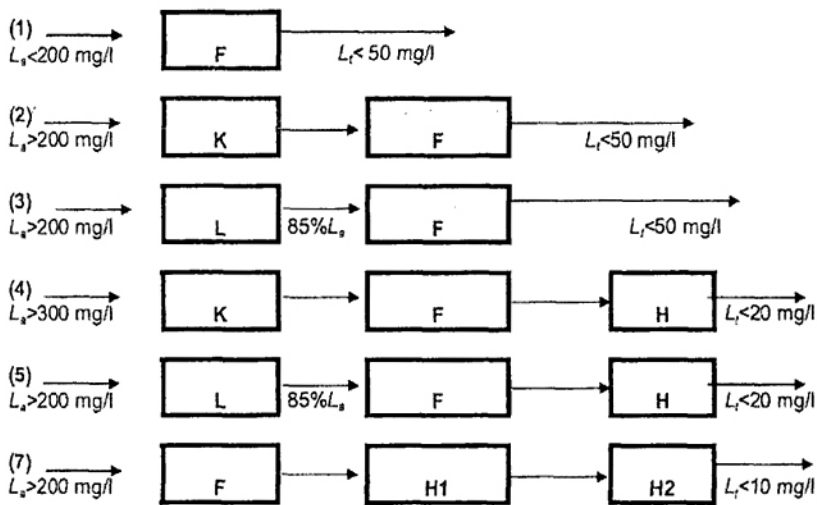 (1)
Lₐ<200 mg/l F Lₜ< 50 mg/l
(2)
Lₐ>200 mg/l K F Lₜ<50 mg/l
(3)
Lₐ>200 mg/l L 85%Lₐ F Lₜ<50 mg/l
(4)
Lₐ>300 mg/l K F H Lₜ<20 mg/l
(5)
Lₐ>200 mg/l L 85%Lₐ F H Lₜ<20 mg/l
(7)
Lₐ>200 mg/l F H1 H2 Lₜ<10 mg/l